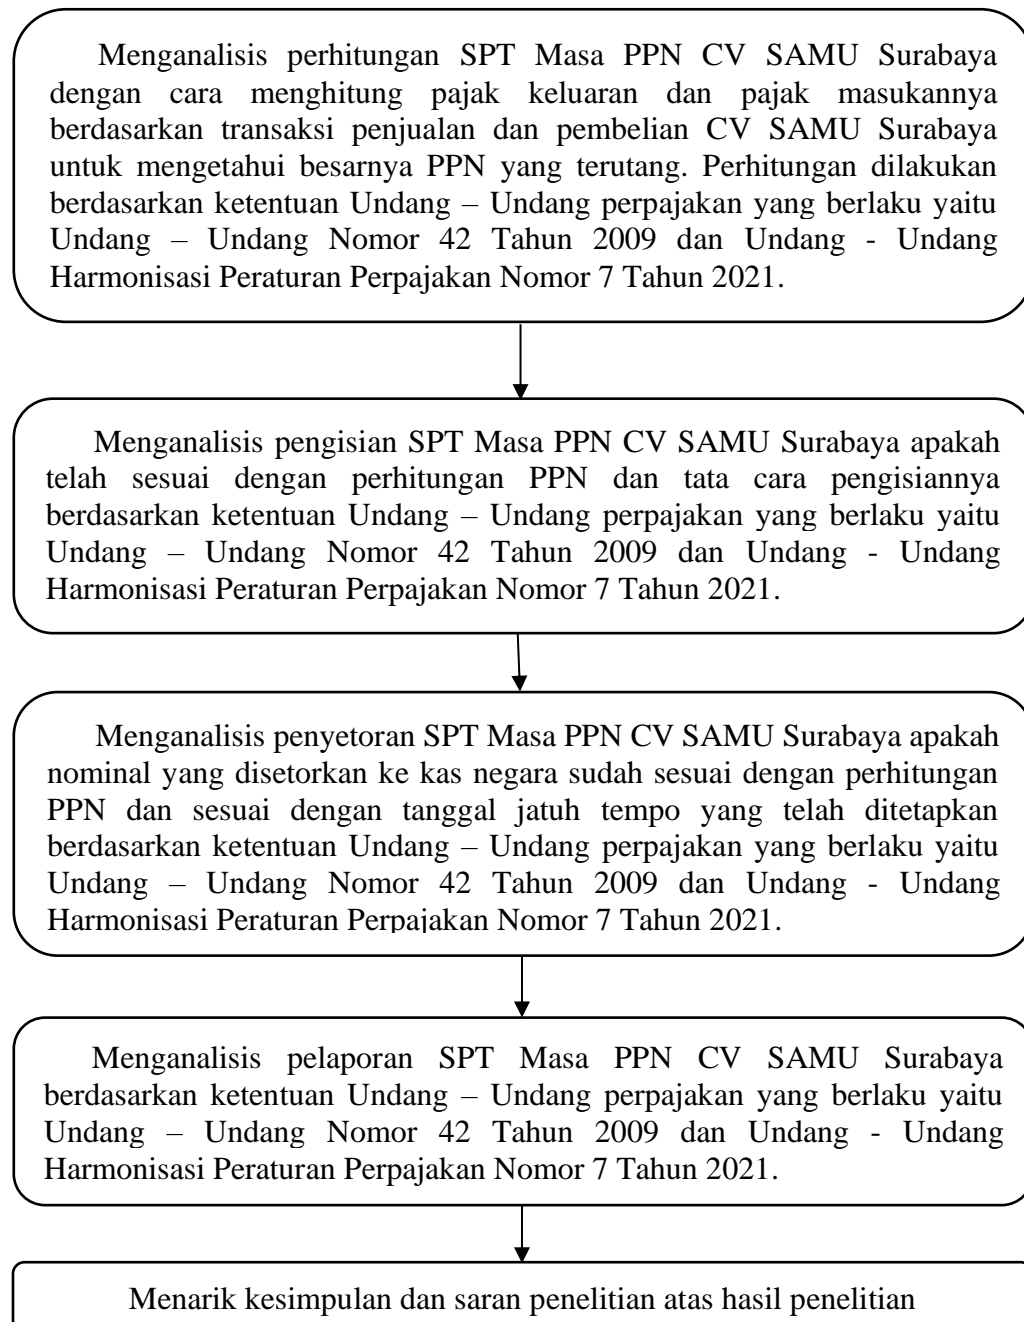 Menganalisis perhitungan SPT Masa PPN CV SAMU Surabaya
dengan cara menghitung pajak keluaran dan pajak masukannya
berdasarkan transaksi penjualan dan pembelian CV SAMU Surabaya
untuk mengetahui besarnya PPN yang terutang. Perhitungan dilakukan
berdasarkan ketentuan Undang – Undang perpajakan yang berlaku yaitu
Undang – Undang Nomor 42 Tahun 2009 dan Undang - Undang
Harmonisasi Peraturan Perpajakan Nomor 7 Tahun 2021.
Menganalisis pengisian SPT Masa PPN CV SAMU Surabaya apakah
telah sesuai dengan perhitungan PPN dan tata cara pengisiannya
berdasarkan ketentuan Undang – Undang perpajakan yang berlaku yaitu
Undang – Undang Nomor 42 Tahun 2009 dan Undang - Undang
Harmonisasi Peraturan Perpajakan Nomor 7 Tahun 2021.
Menganalisis penyetoran SPT Masa PPN CV SAMU Surabaya apakah
nominal yang disetorkan ke kas negara sudah sesuai dengan perhitungan
PPN dan sesuai dengan tanggal jatuh tempo yang telah ditetapkan
berdasarkan ketentuan Undang – Undang perpajakan yang berlaku yaitu
Undang – Undang Nomor 42 Tahun 2009 dan Undang - Undang
Harmonisasi Peraturan Perpajakan Nomor 7 Tahun 2021.
Menganalisis pelaporan SPT Masa PPN CV SAMU Surabaya
berdasarkan ketentuan Undang – Undang perpajakan yang berlaku yaitu
Undang – Undang Nomor 42 Tahun 2009 dan Undang - Undang
Harmonisasi Peraturan Perpajakan Nomor 7 Tahun 2021.
Menarik kesimpulan dan saran penelitian atas hasil penelitian